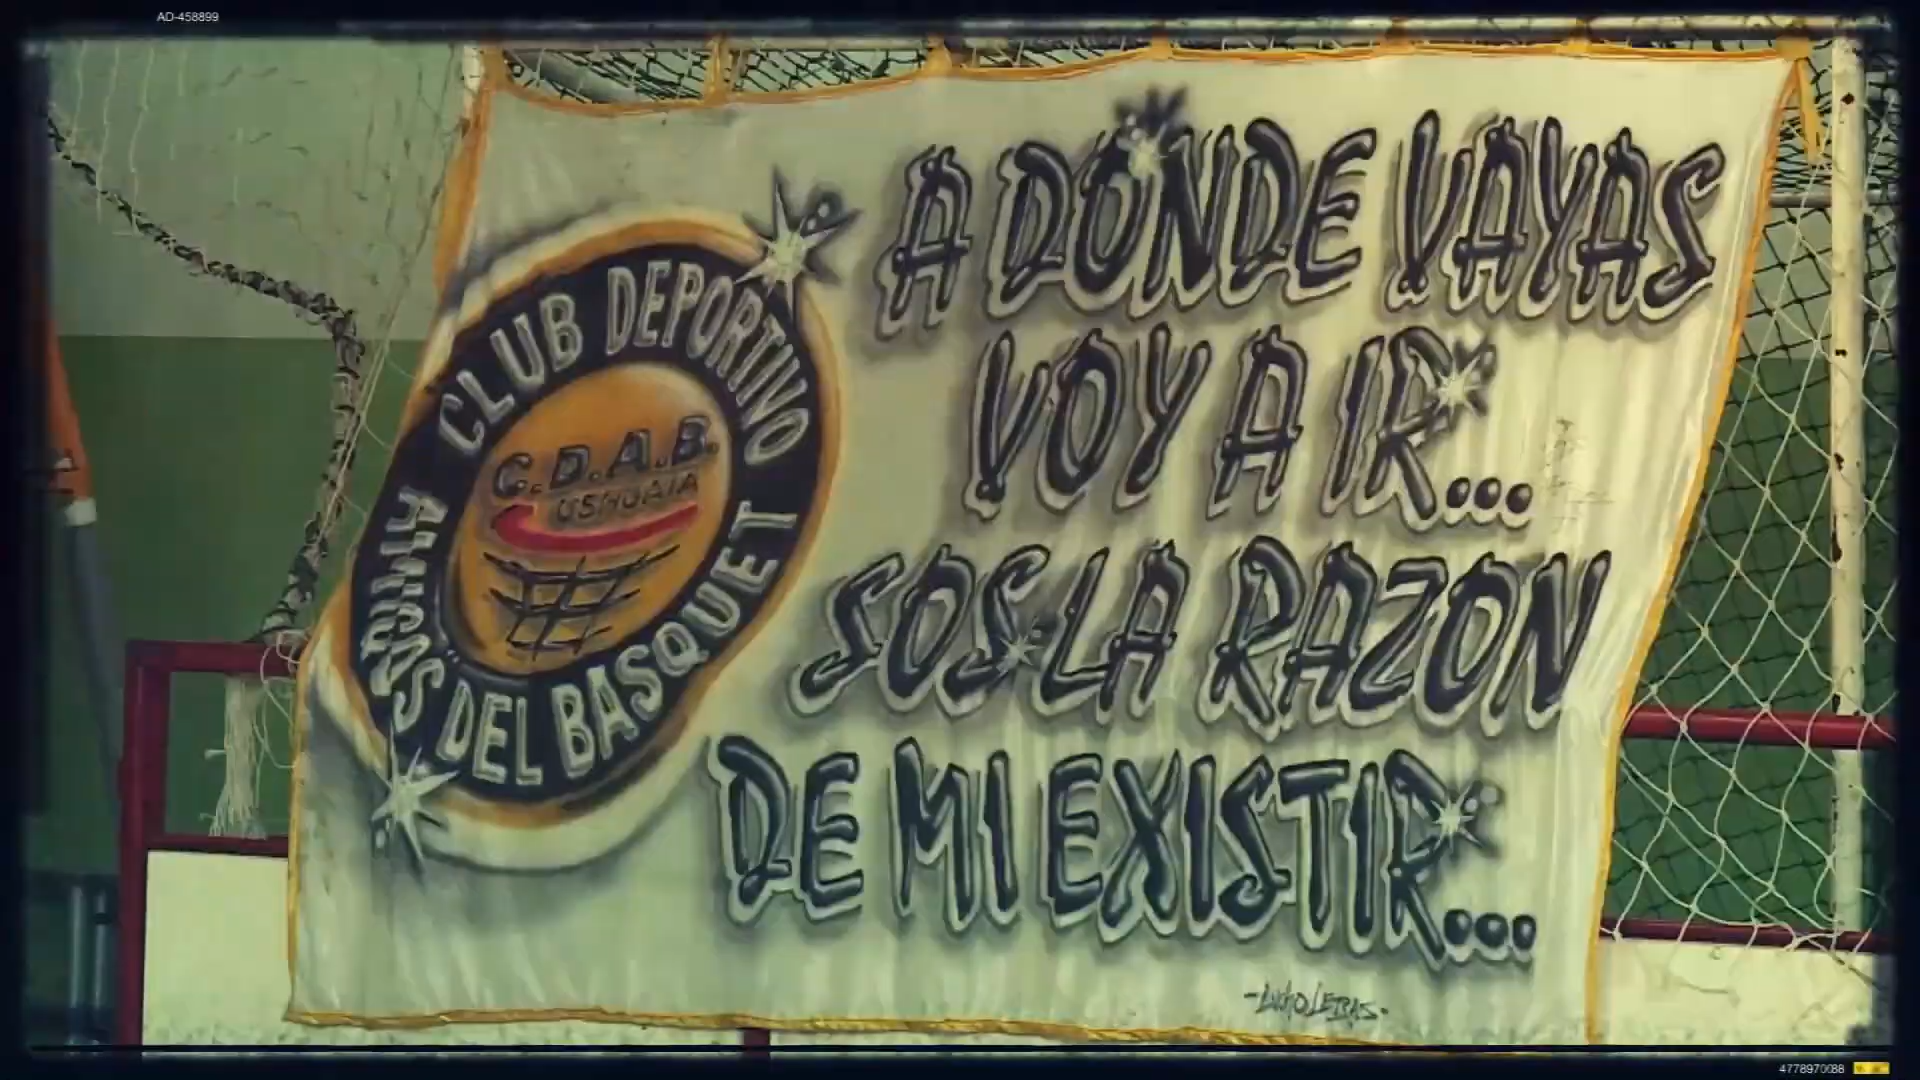 AD-458899
CLUB DEPORTIVO
AMIGOS DEL BASQUET
C.D.A.B.
USHUAIA
A DONDE VAYAS
VOY A IR...
SOS LA RAZON
DE MI EXISTIR...
-LUCHO LETRAS-
4778970088